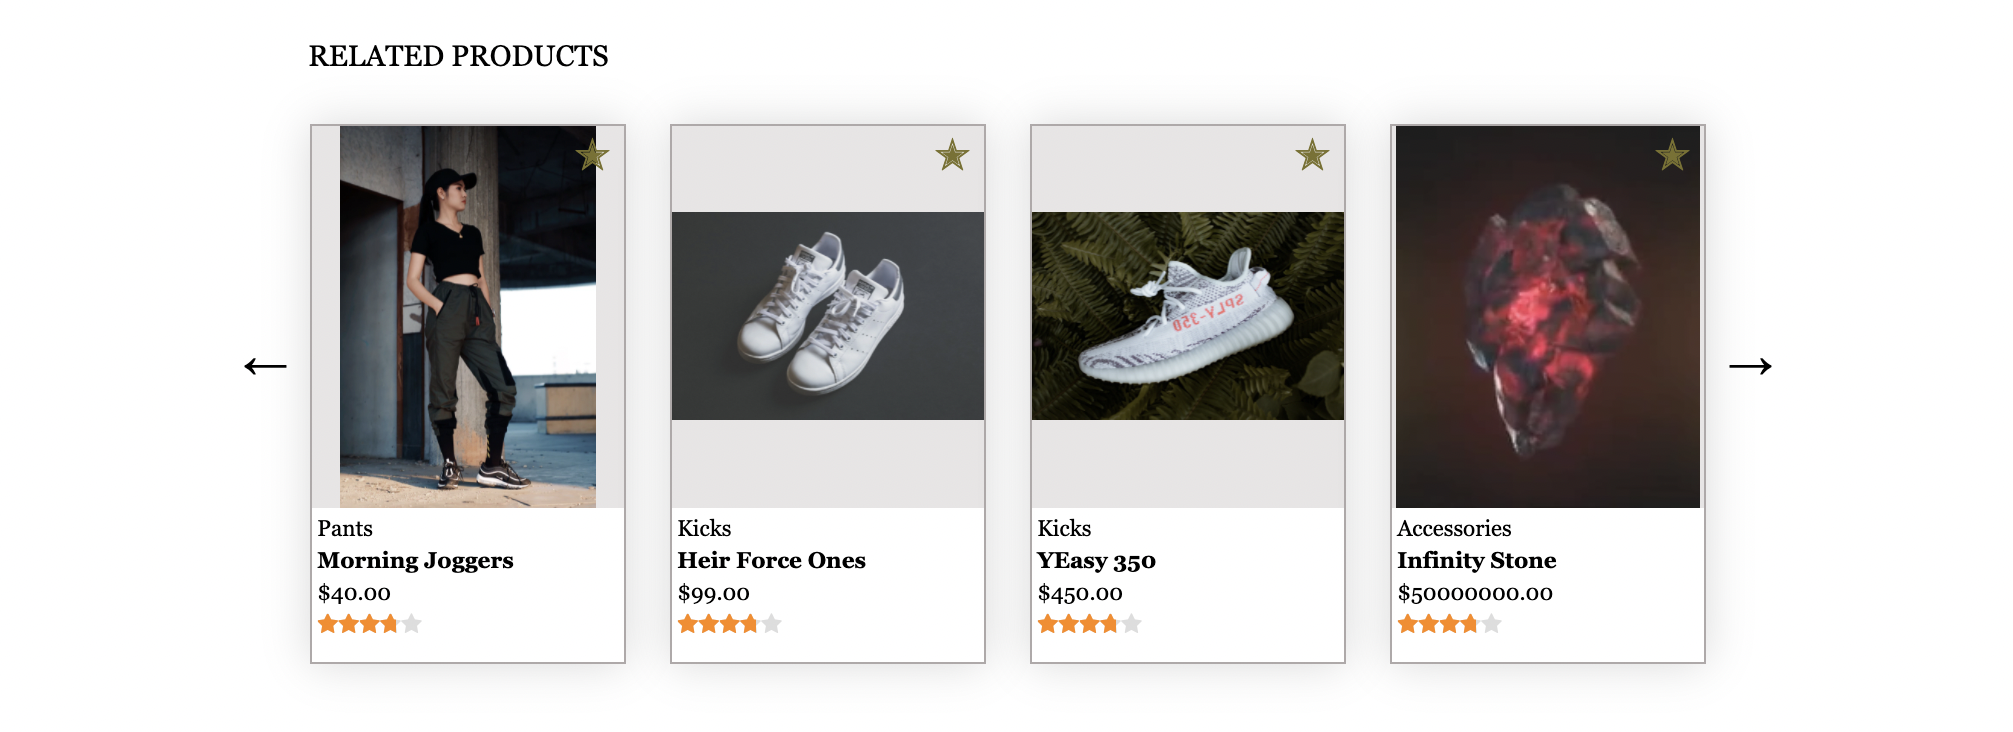 RELATED PRODUCTS
Pants
Morning Joggers
$40.00
Kicks
Heir Force Ones
$99.00
SPLY-350
Kicks
YEasy 350
$450.00
Accessories
Infinity Stone
$50000000.00